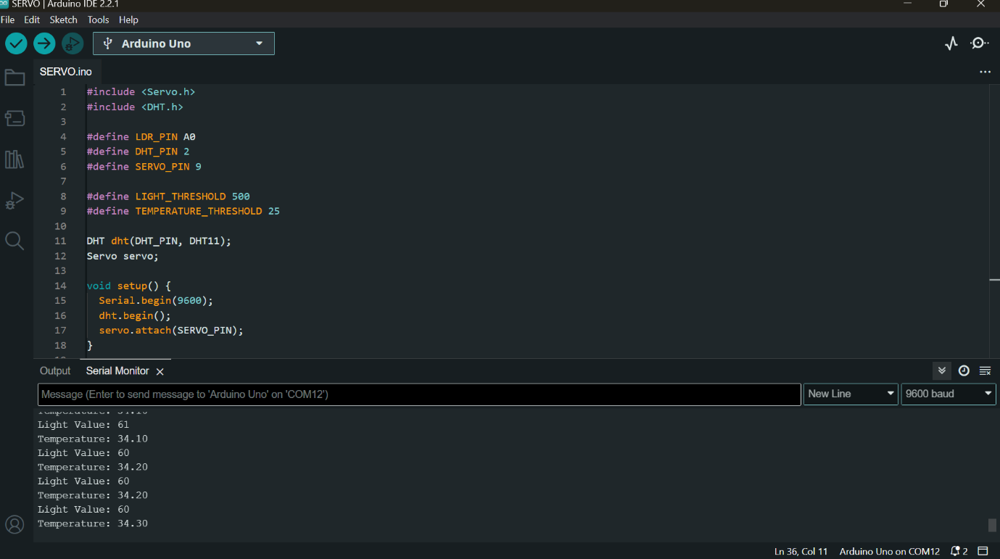 SERVO | Arduino IDE 2.2.1
File Edit Sketch Tools Help
Arduino Uno
SERVO.ino
1 #include <Servo.h>
2 #include <DHT.h>
3
4 #define LDR_PIN A0
5 #define DHT_PIN 2
6 #define SERVO_PIN 9
7
8 #define LIGHT_THRESHOLD 500
9 #define TEMPERATURE_THRESHOLD 25
10
11 DHT dht(DHT_PIN, DHT11);
12 Servo servo;
13
14 void setup() {
15 Serial.begin(9600);
16 dht.begin();
17 servo.attach(SERVO_PIN);
18 }
Output Serial Monitor
Message (Enter to send message to 'Arduino Uno' on 'COM12') New Line 9600 baud
Light Value: 61
Temperature: 34.10
Light Value: 60
Temperature: 34.20
Light Value: 60
Temperature: 34.20
Light Value: 60
Temperature: 34.30
Ln 36, Col 11 Arduino Uno on COM12 2